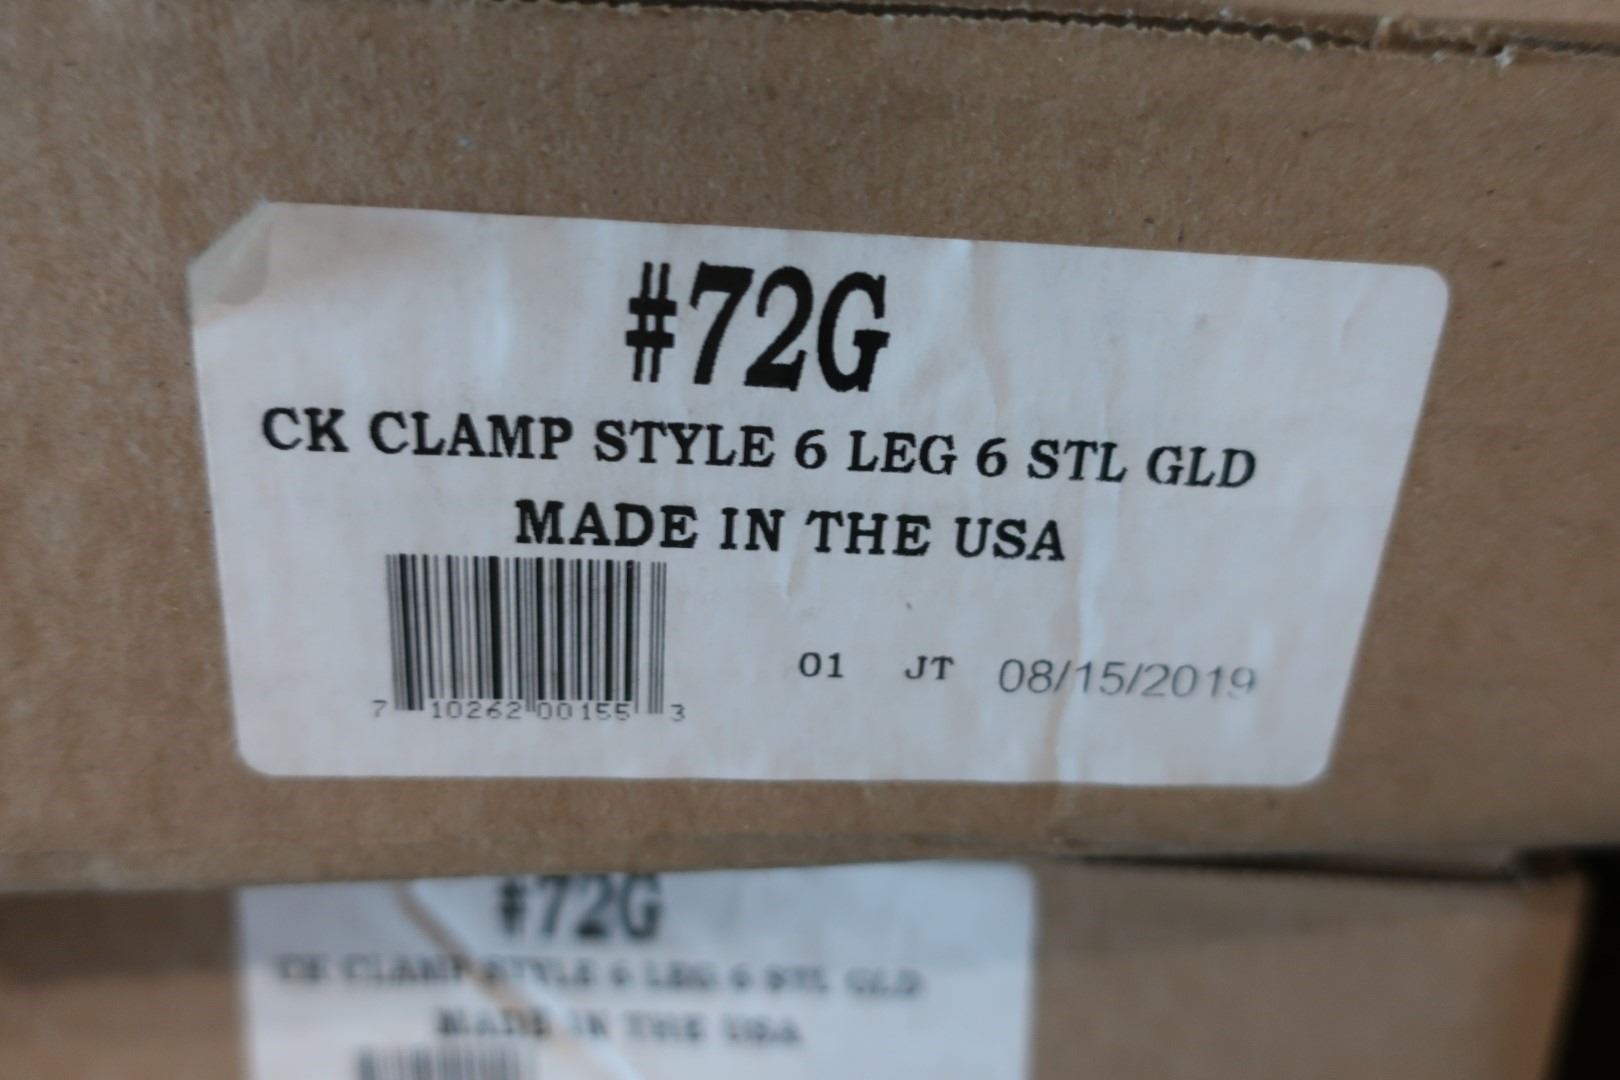 #72G
CK CLAMP STYLE 6 LEG 6 STL GLD
MADE IN THE USA
01 JT 08/15/2019
7 10262 00155 3
#72G
CK CLAMP STYLE 6 LEG 6 STL GLD
MADE IN THE USA